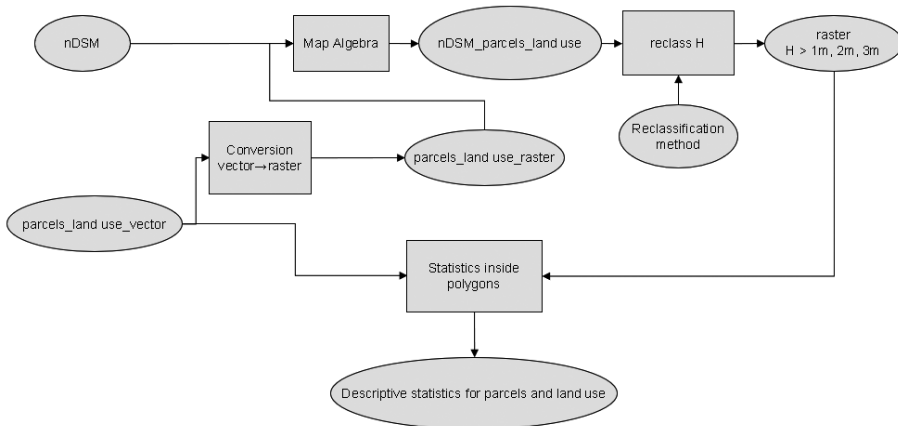 nDSM
Map Algebra
nDSM_parcels_land use
reclass H
raster
H > 1m, 2m, 3m
Conversion
vector→raster
parcels_land use_raster
Reclassification
method
parcels_land use_vector
Statistics inside
polygons
Descriptive statistics for parcels and land use